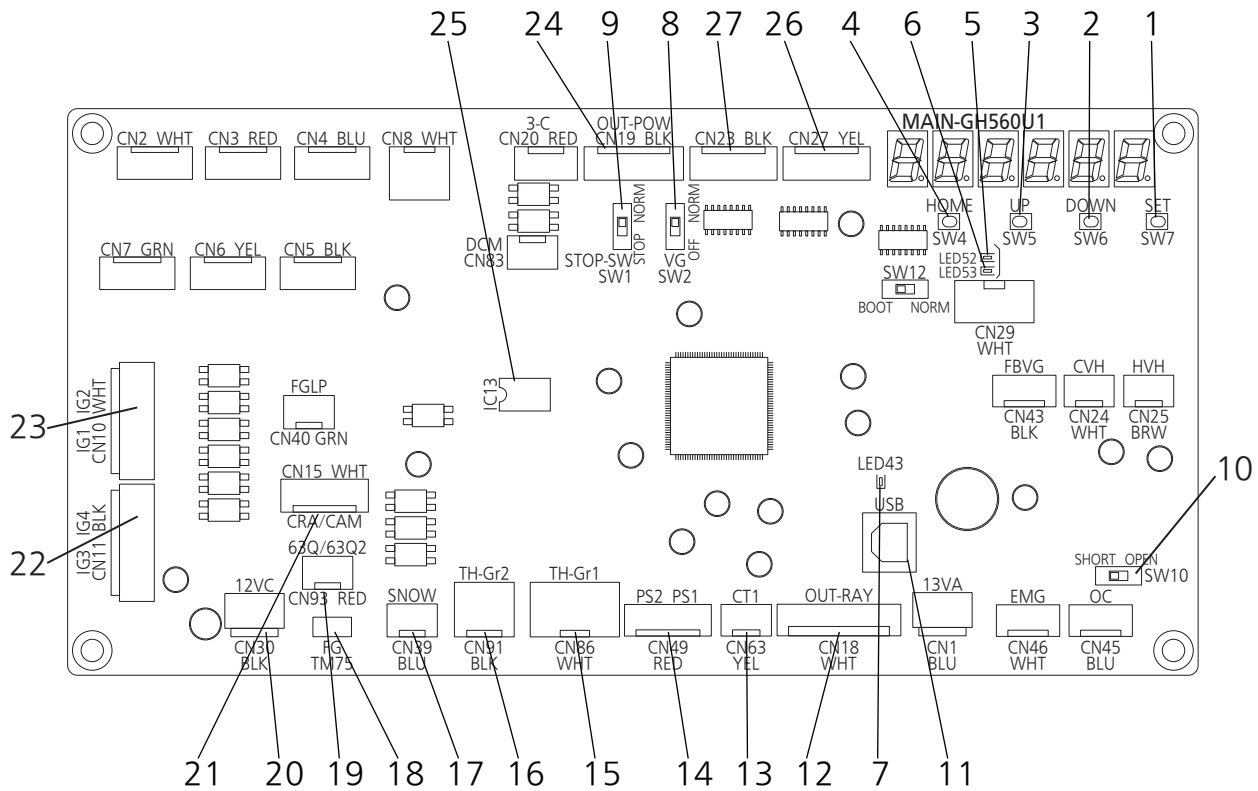 25 24 9 8 27 26 4 6 5 3 2 1
MAIN-GH560U1
CN2 WHT
CN3 RED
CN4 BLU
CN8 WHT
3-C
CN20 RED
OUT-POW
CN19 BLK
CN23 BLK
CN27 YEL
HOME
SW4
UP
SW5
DOWN
SW6
SET
SW7
CN7 GRN
CN6 YEL
CN5 BLK
DCM
CN83
STOP NORM
STOP-SW
SW1
OFF NORM
VG
SW2
LED52
LED53
SW12
BOOT NORM
CN29
WHT
IC13
FBVG
CN43
BLK
CVH
CN24
WHT
HVH
CN25
BRW
23
IG1 IG2
CN10 WHT
FGLP
CN40 GRN
CN15 WHT
CRA/CAM
LED43
USB
10
22
IG3 IG4
CN11 BLK
63Q/63Q2
CN93 RED
SHORT OPEN
SW10
12VC
CN30
BLK
FG
TM75
SNOW
CN39
BLU
TH-Gr2
CN91
BLK
TH-Gr1
CN86
WHT
PS2 PS1
CN49
RED
CT1
CN63
YEL
OUT-RAY
CN18
WHT
13VA
CN1
BLU
EMG
CN46
WHT
OC
CN45
BLU
21 20 19 18 17 16 15 14 13 12 7 11